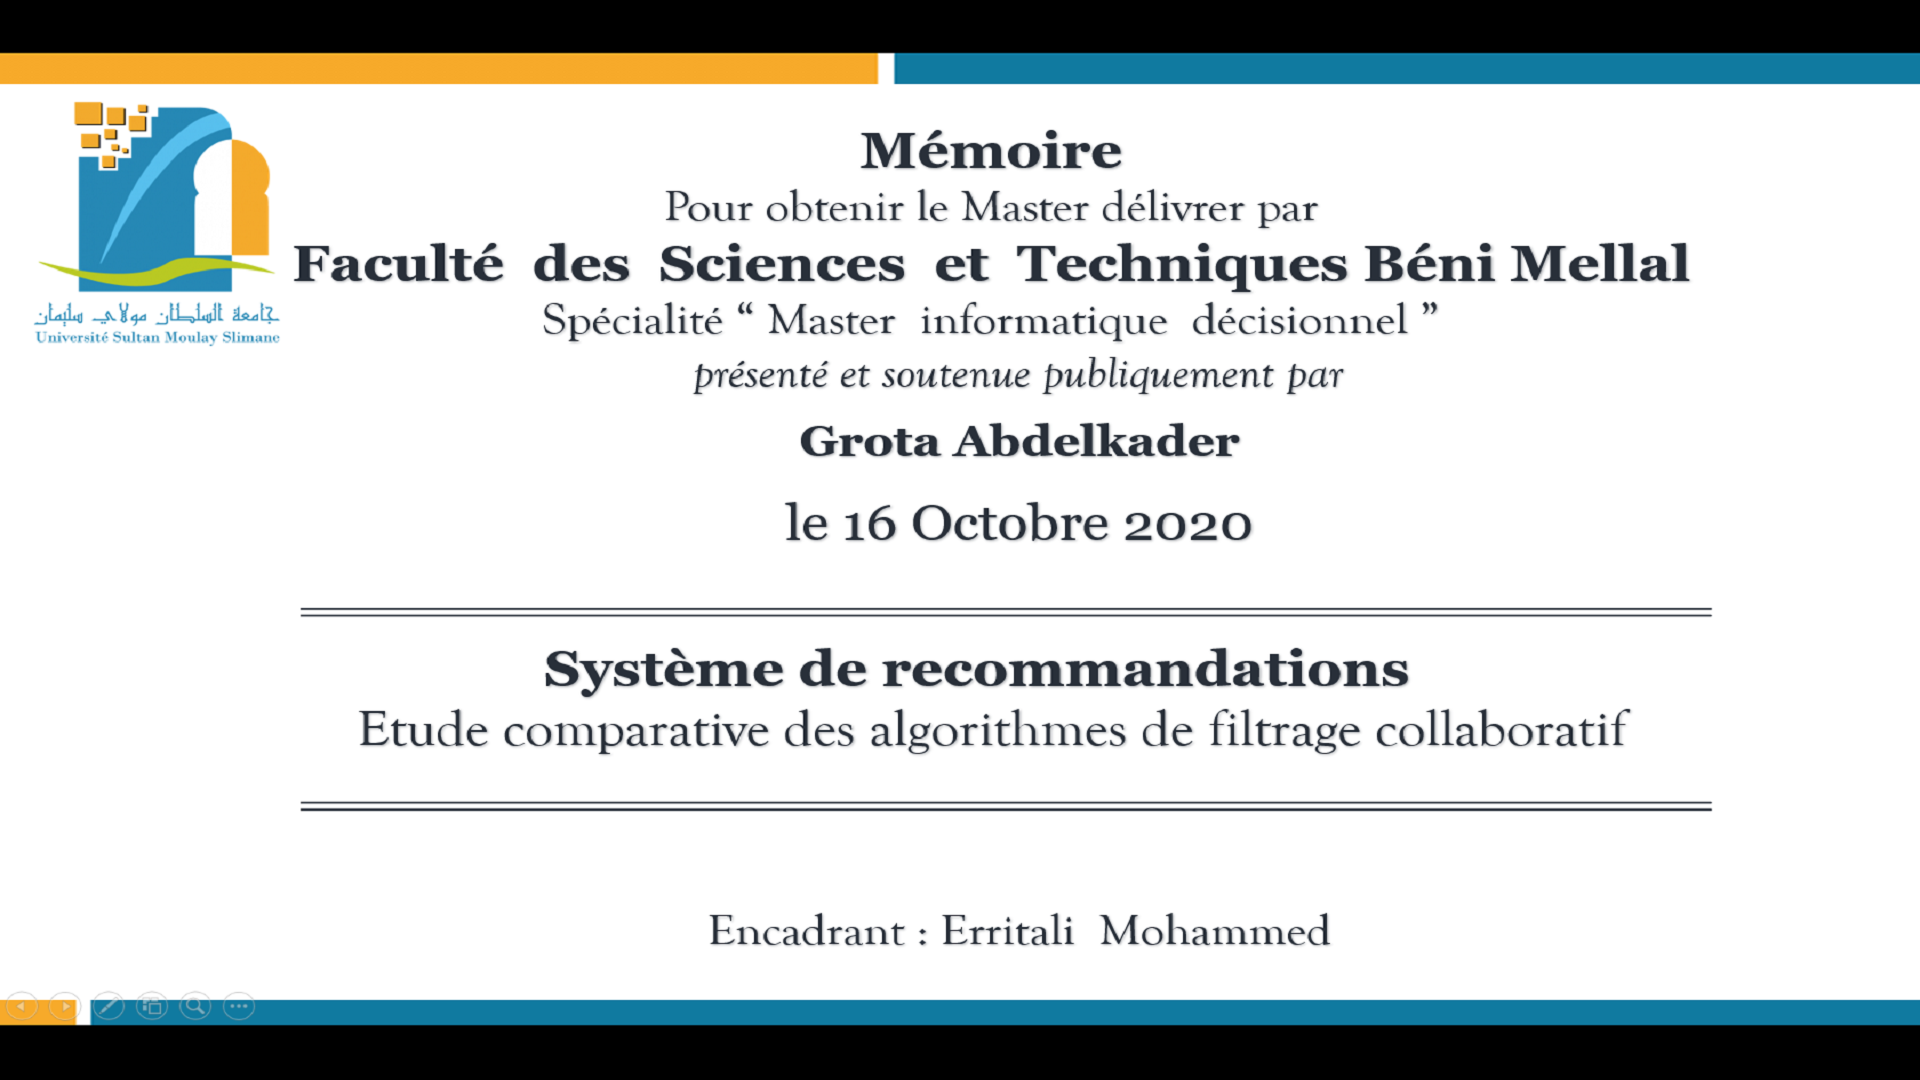 Mémoire
Pour obtenir le Master délivrer par
Faculté des Sciences et Techniques Béni Mellal
Spécialité “ Master informatique décisionnel ”
présenté et soutenue publiquement par
Grota Abdelkader
le 16 Octobre 2020
جامعة السلطان مولاي سليمان
Université Sultan Moulay Slimane
Système de recommandations
Etude comparative des algorithmes de filtrage collaboratif
Encadrant : Erritali Mohammed